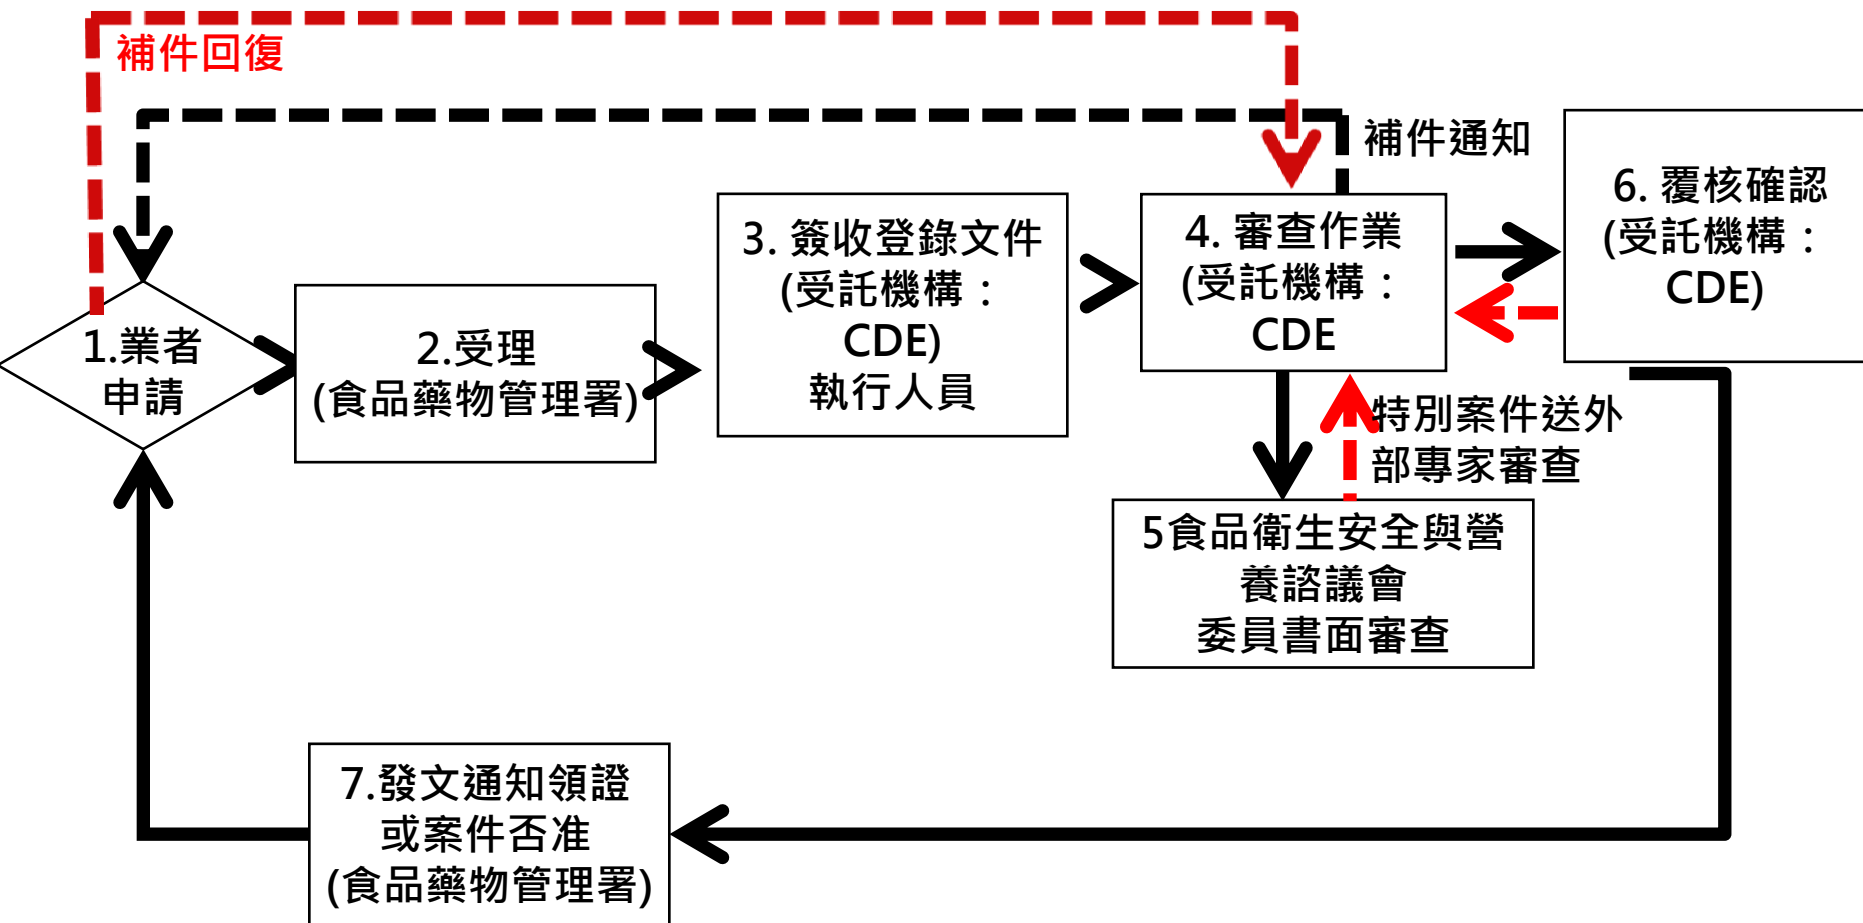 補件回復
補件通知
1.業者
申請
2.受理
(食品藥物管理署)
3. 簽收登錄文件
(受託機構：
CDE)
執行人員
4. 審查作業
(受託機構：
CDE
6. 覆核確認
(受託機構：
CDE)
特別案件送外
部專家審查
5食品衛生安全與營
養諮議會
委員書面審查
7.發文通知領證
或案件否准
(食品藥物管理署)